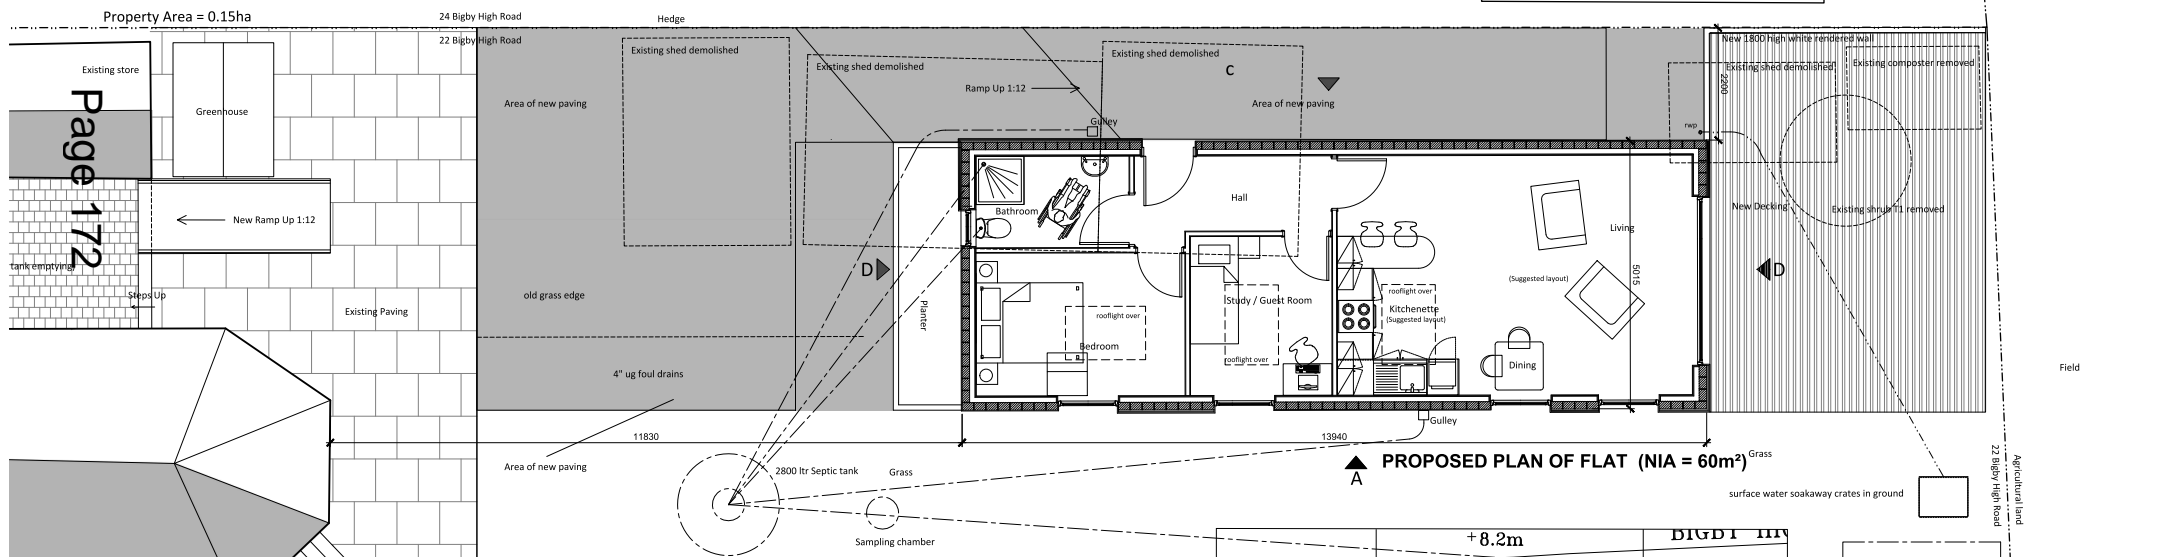 Property Area = 0.15ha
24 Bigby High Road
Hedge
22 Bigby High Road
New 1800 high white rendered wall
Existing store
Existing shed demolished
Existing shed demolished
Existing shed demolished
Existing shed demolished
Existing composter removed
C
Page 172
Greenhouse
Area of new paving
Ramp Up 1:12
Area of new paving
2200
Gulley
rwp
New Ramp Up 1:12
Bathroom
Hall
Living
New Decking
Existing shrub T1 removed
tank emptying
D
D
5015
(Suggested layout)
Steps Up
old grass edge
Existing Paving
Planter
rooflight over
Study / Guest Room
rooflight over
Kitchenette
(Suggested layout)
Bedroom
rooflight over
Dining
4" ug foul drains
Field
Gulley
11830
13940
Area of new paving
2800 ltr Septic tank
Grass
A
PROPOSED PLAN OF FLAT (NIA = 60m²)
Grass
surface water soakaway crates in ground
22 Bigby High Road
Agricultural land
Sampling chamber
+8.2m